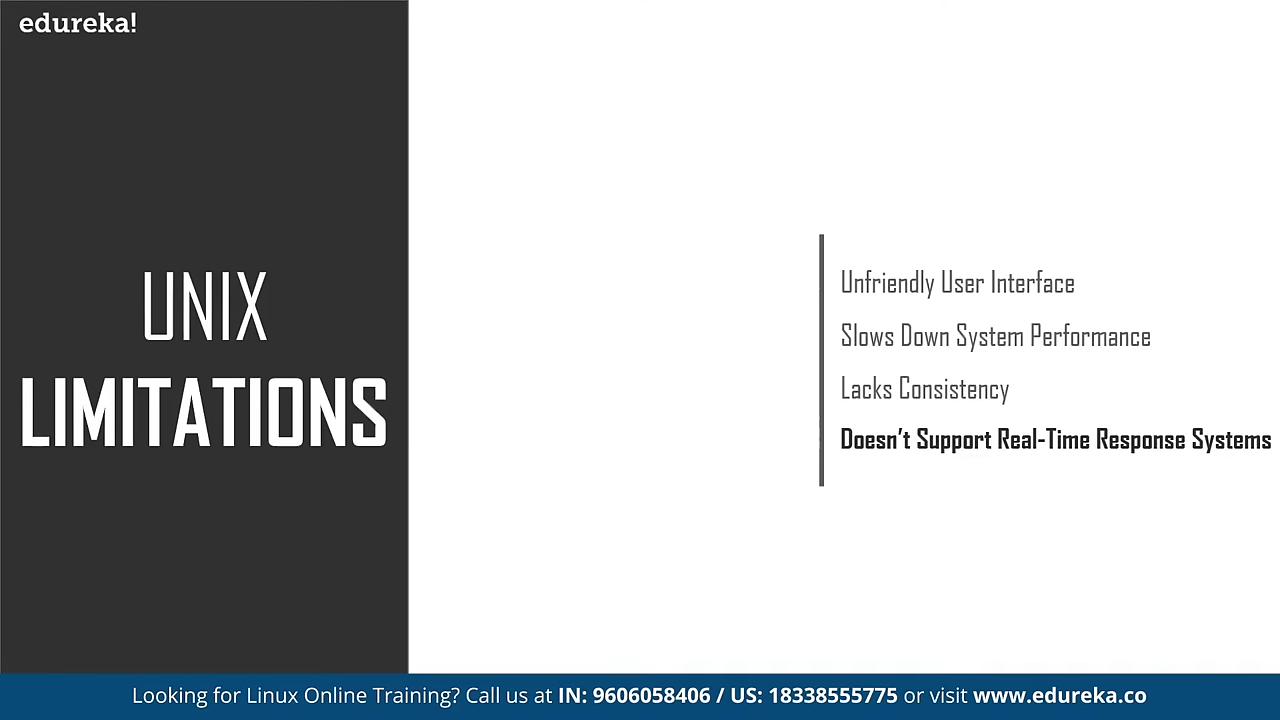 edureka!
UNIX
LIMITATIONS
Unfriendly User Interface
Slows Down System Performance
Lacks Consistency
Doesn't Support Real-Time Response Systems
Looking for Linux Online Training? Call us at IN: 9606058406 / US: 18338555775 or visit www.edureka.co